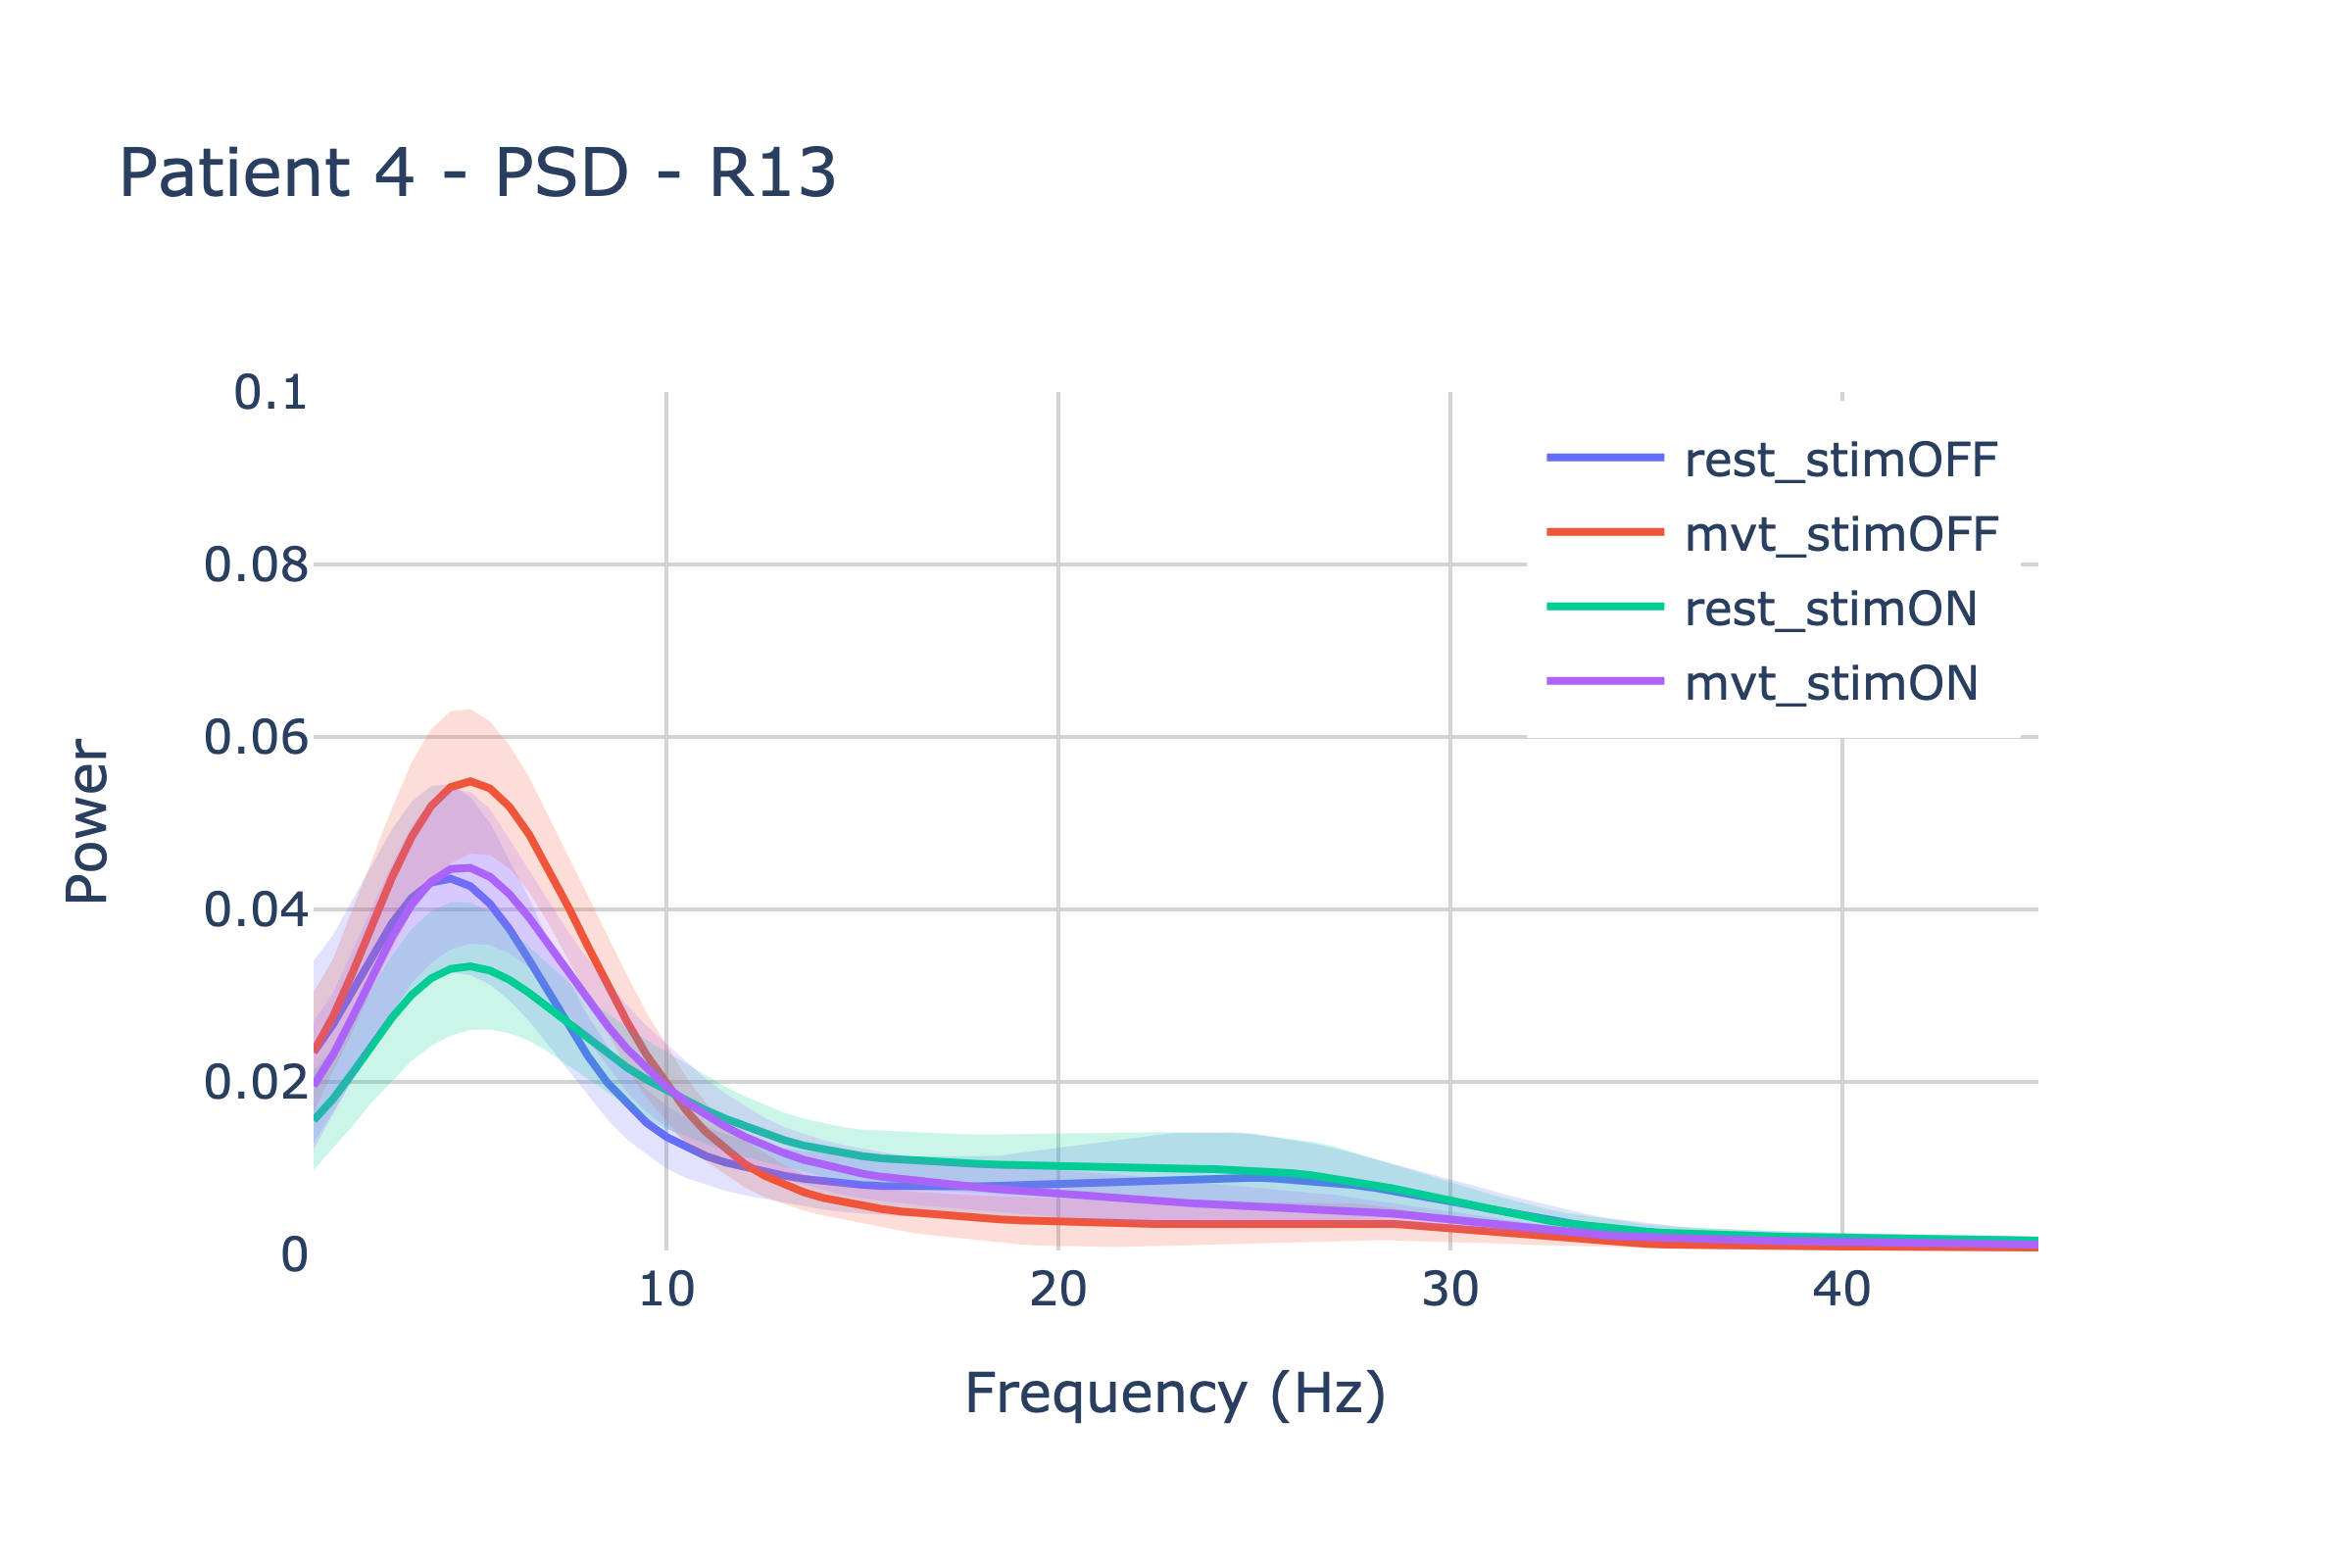 Patient 4 - PSD - R13
0.1
0.08
0.06
0.04
0.02
0
Power
10 20 30 40
Frequency (Hz)
rest_stimOFF
mvt_stimOFF
rest_stimON
mvt_stimON